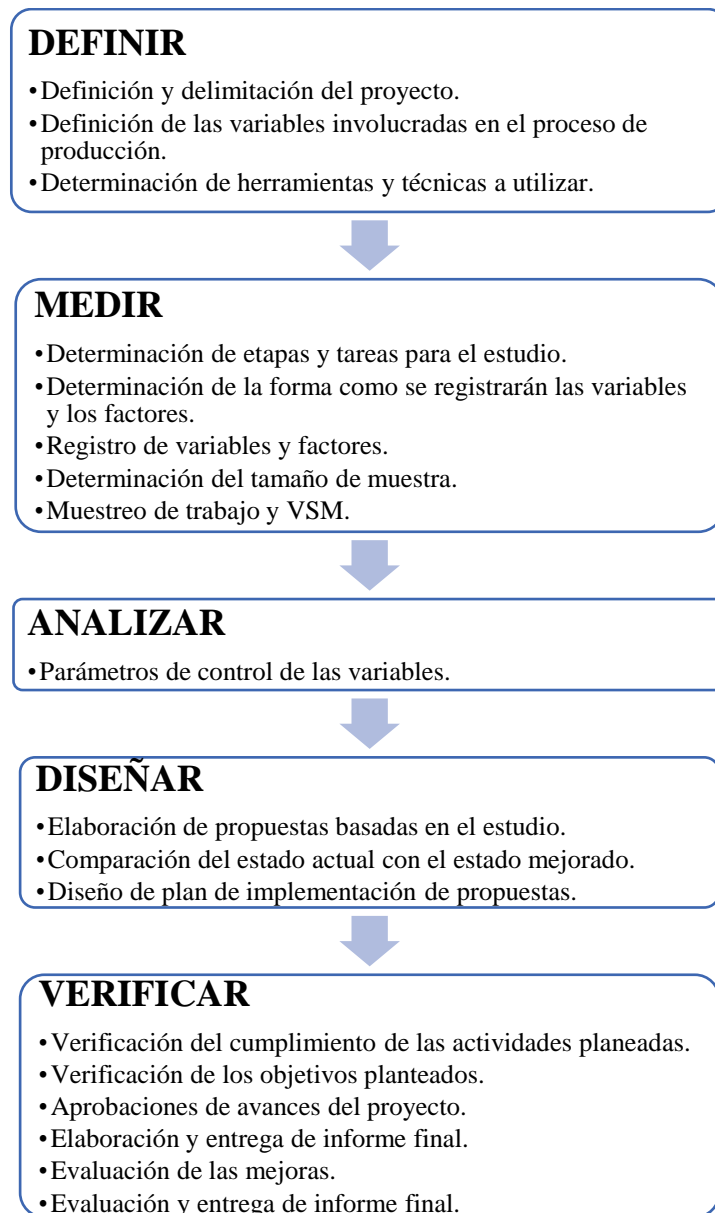 DEFINIR
•Definición y delimitación del proyecto.
•Definición de las variables involucradas en el proceso de
producción.
•Determinación de herramientas y técnicas a utilizar.
MEDIR
•Determinación de etapas y tareas para el estudio.
•Determinación de la forma como se registrarán las variables
y los factores.
•Registro de variables y factores.
•Determinación del tamaño de muestra.
•Muestreo de trabajo y VSM.
ANALIZAR
•Parámetros de control de las variables.
DISEÑAR
•Elaboración de propuestas basadas en el estudio.
•Comparación del estado actual con el estado mejorado.
•Diseño de plan de implementación de propuestas.
VERIFICAR
•Verificación del cumplimiento de las actividades planeadas.
•Verificación de los objetivos planteados.
•Aprobaciones de avances del proyecto.
•Elaboración y entrega de informe final.
•Evaluación de las mejoras.
•Evaluación y entrega de informe final.